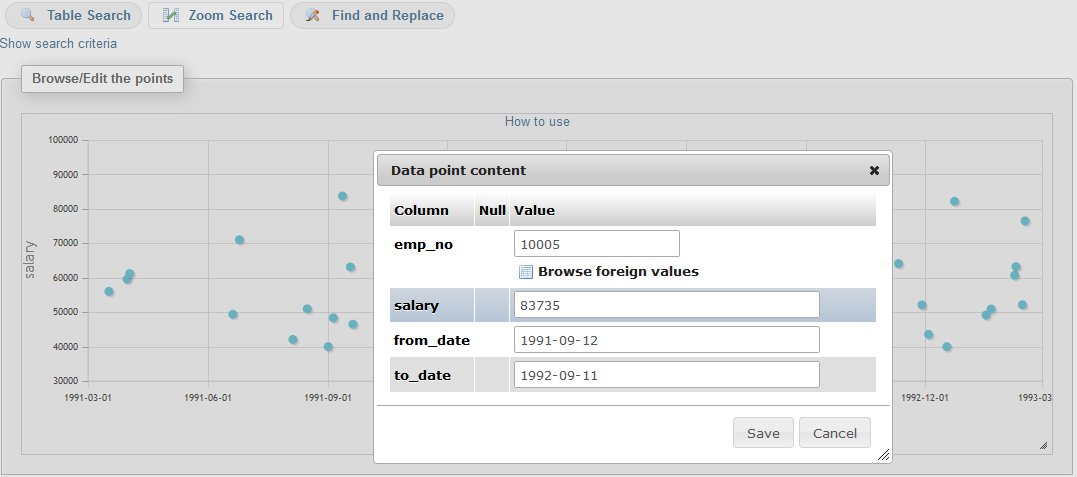 Table Search Zoom Search Find and Replace
Show search criteria
Browse/Edit the points
How to use
100000
90000
80000
70000
60000
50000
40000
30000
salary
1991-03-01 1991-06-01 1991-09-01 1992-12-01 1993-03
Data point content
Column Null Value
emp_no 10005
Browse foreign values
salary 83735
from_date 1991-09-12
to_date 1992-09-11
Save Cancel